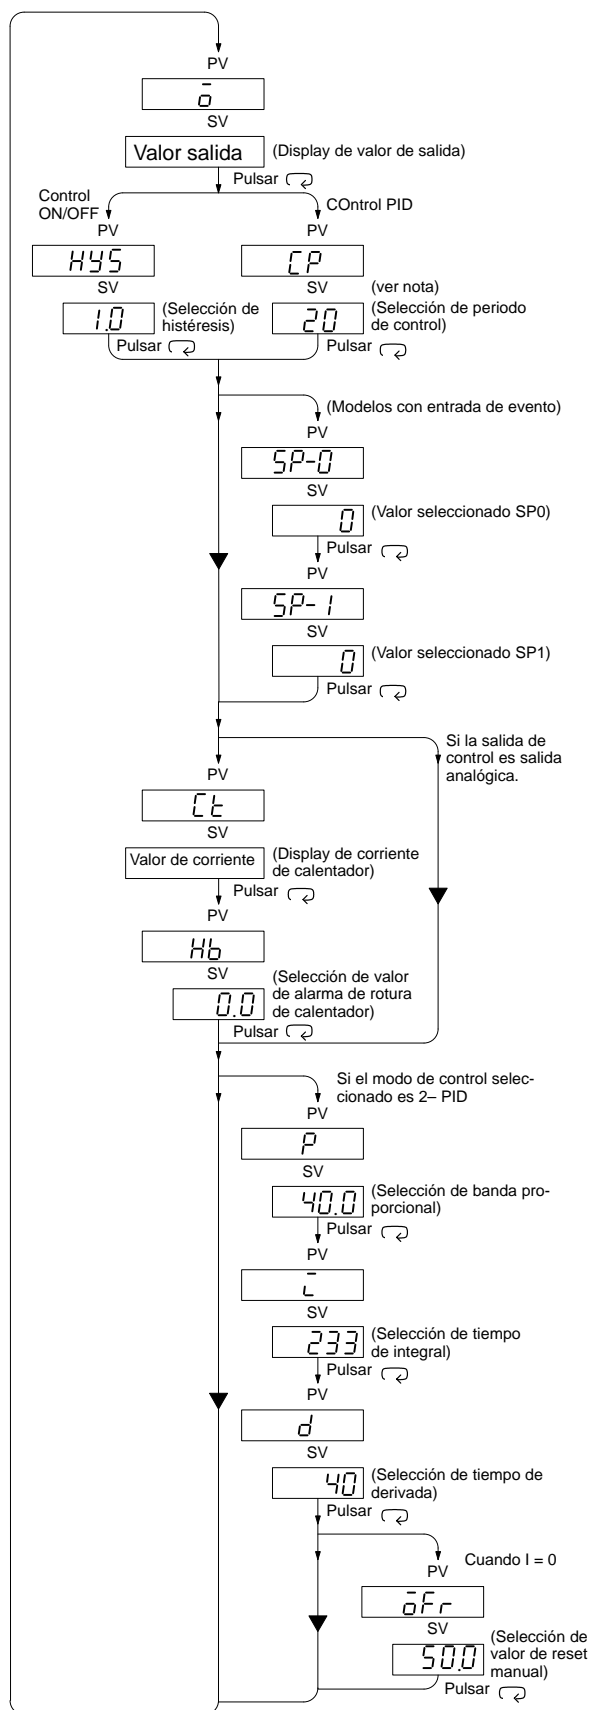 PV
o
SV
Valor salida (Display de valor de salida)
Pulsar
Control
ON/OFF
COntrol PID
PV
HYS
SV
1.0
(Selección de
histéresis)
Pulsar
PV
CP
SV
(ver nota)
20
(Selección de periodo
de control)
Pulsar
(Modelos con entrada de evento)
PV
SP-0
SV
0 (Valor seleccionado SP0)
Pulsar
PV
SP-1
SV
0 (Valor seleccionado SP1)
Pulsar
Si la salida de
control es salida
analógica.
PV
Ct
SV
Valor de corriente
(Display de corriente
de calentador)
Pulsar
PV
Hb
SV
0.0
(Selección de valor
de alarma de rotura
de calentador)
Pulsar
Si el modo de control selec-
cionado es 2– PID
PV
P
SV
40.0
(Selección de banda pro-
porcional)
Pulsar
PV
i
SV
233
(Selección de tiempo
de integral)
Pulsar
PV
d
SV
40
(Selección de tiempo de
derivada)
Pulsar
Cuando I = 0
PV
oFr
SV
50.0
(Selección de
valor de reset
manual)
Pulsar